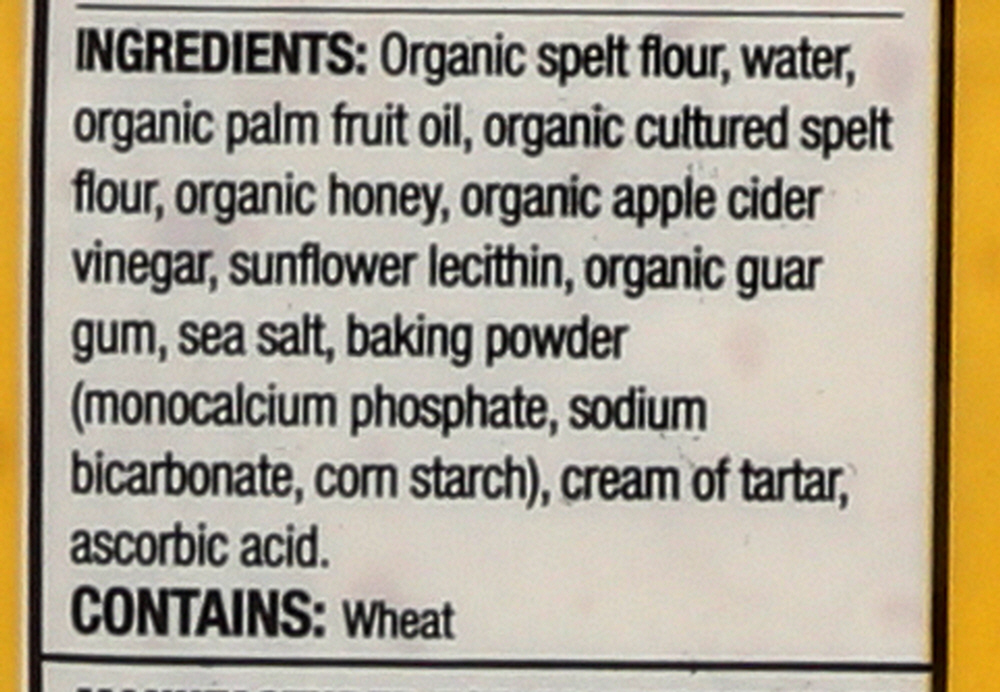 INGREDIENTS: Organic spelt flour, water,
organic palm fruit oil, organic cultured spelt
flour, organic honey, organic apple cider
vinegar, sunflower lecithin, organic guar
gum, sea salt, baking powder
(monocalcium phosphate, sodium
bicarbonate, corn starch), cream of tartar,
ascorbic acid.
CONTAINS: Wheat